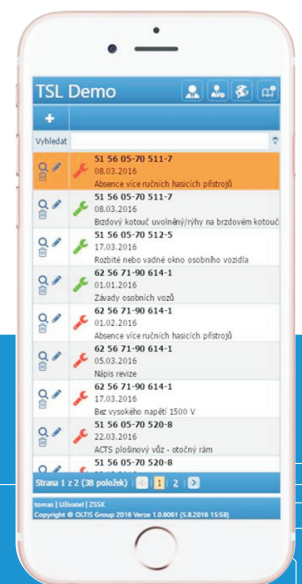 TSL Demo
+
Vyhledat
51 56 05-70 511-7
08.03.2016
Absence více ručních hasicích přístrojů
51 56 05-70 511-7
08.03.2016
Brzdový kotouč uvolněný/rýhy na brzdovém kotouč
51 56 05-70 512-5
17.03.2016
Rozbité nebo vadné okno osobního vozidla
62 56 71-90 614-1
01.01.2016
Závady osobních vozů
62 56 71-90 614-1
01.02.2016
Absence více ručních hasicích přístrojů
62 56 71-90 614-1
05.03.2016
Nápis revize
62 56 71-90 614-1
17.03.2016
Bez vysokého napětí 1500 V
51 56 05-70 520-8
22.03.2016
ACTS plošinový vůz - otočný rám
51 56 05-70 520-8
Strana 1 z 2 (38 položek) 1 2
tomas | Uživatel | ZSSK
Copyright © OLTIS Group 2016 Verze 1.0.6061 (5.8.2016 15:58)